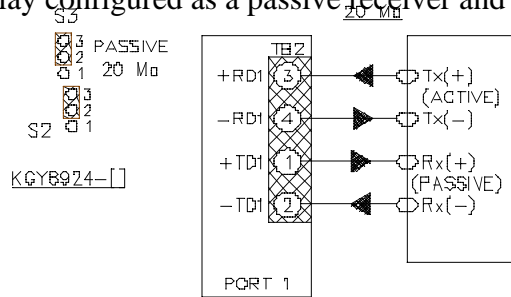 lay configured as a passive receiver and
S3
3
2
1
PASSIVE
20 Ma
3
2
1
S2
KGYB924-[]
20 Ma
TB2
+RD1 3 Tx(+)
(ACTIVE)
-RD1 4 Tx(-)
+TD1 1 Rx(+)
(PASSIVE)
-TD1 2 Rx(-)
PORT 1